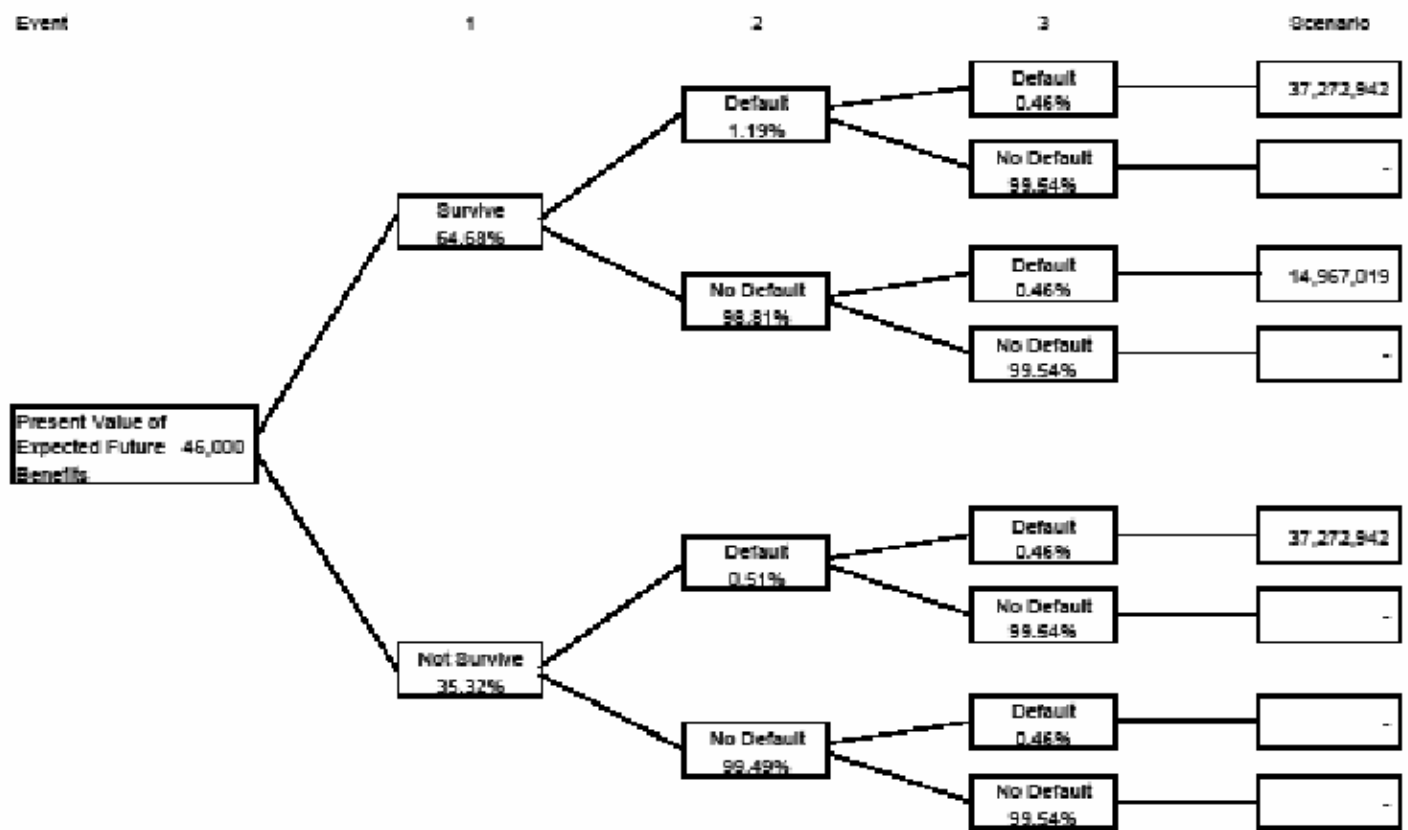 Event 1 2 3 Scenario
Default
0.46%
37,272,942
Default
1.19%
No Default
99.54%
-
Survive
64.68%
Default
0.46%
14,967,019
No Default
98.81%
No Default
99.54%
-
Present Value of
Expected Future 46,000
Benefits
Default
0.46%
37,272,942
Default
0.51%
No Default
99.54%
-
Not Survive
35.32%
Default
0.46%
-
No Default
99.49%
No Default
99.54%
-